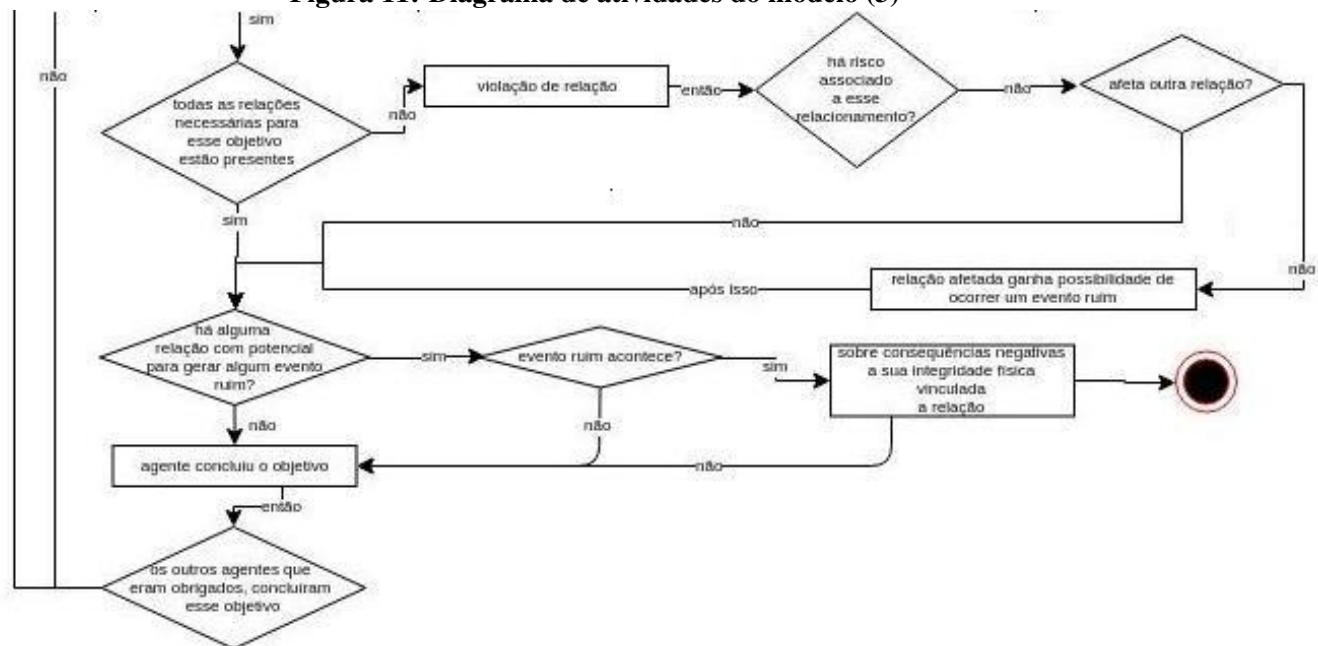 Figura 11: Diagrama de atividades do modelo (3)
sim
não
todas as relações
necessárias para
esse objetivo
estão presentes
não
violação de relação
então
há risco
associado
a esse
relacionamento?
não
afeta outra relação?
sim
não
não
após isso
relação afetada ganha possibilidade de
ocorrer um evento ruim
há alguma
relação com potencial
para gerar algum evento
ruim?
sim
evento ruim acontece?
sim
sobre consequências negativas
a sua integridade física
vinculada
a relação
não
não
não
agente concluiu o objetivo
então
os outros agentes que
eram obrigados, concluíram
esse objetivo